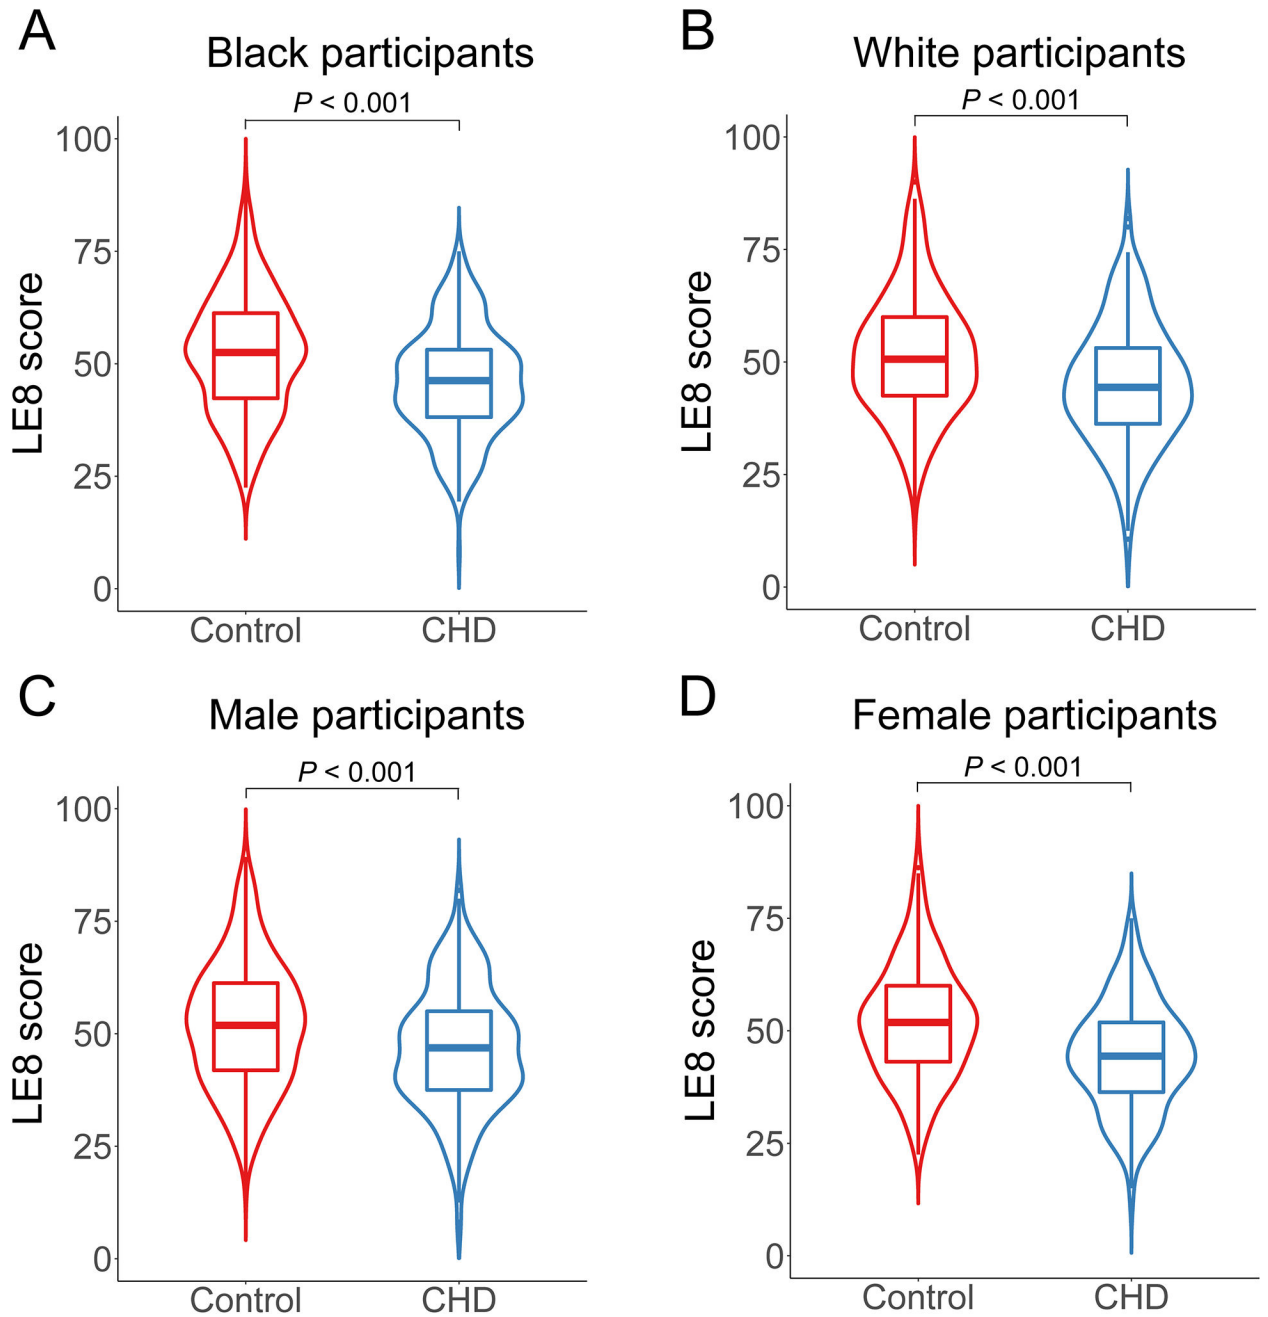 A
Black participants
P < 0.001
LE8 score
100
75
50
25
0
Control
CHD
B
White participants
P < 0.001
LE8 score
100
75
50
25
0
Control
CHD
C
Male participants
P < 0.001
LE8 score
100
75
50
25
0
Control
CHD
D
Female participants
P < 0.001
LE8 score
100
75
50
25
0
Control
CHD